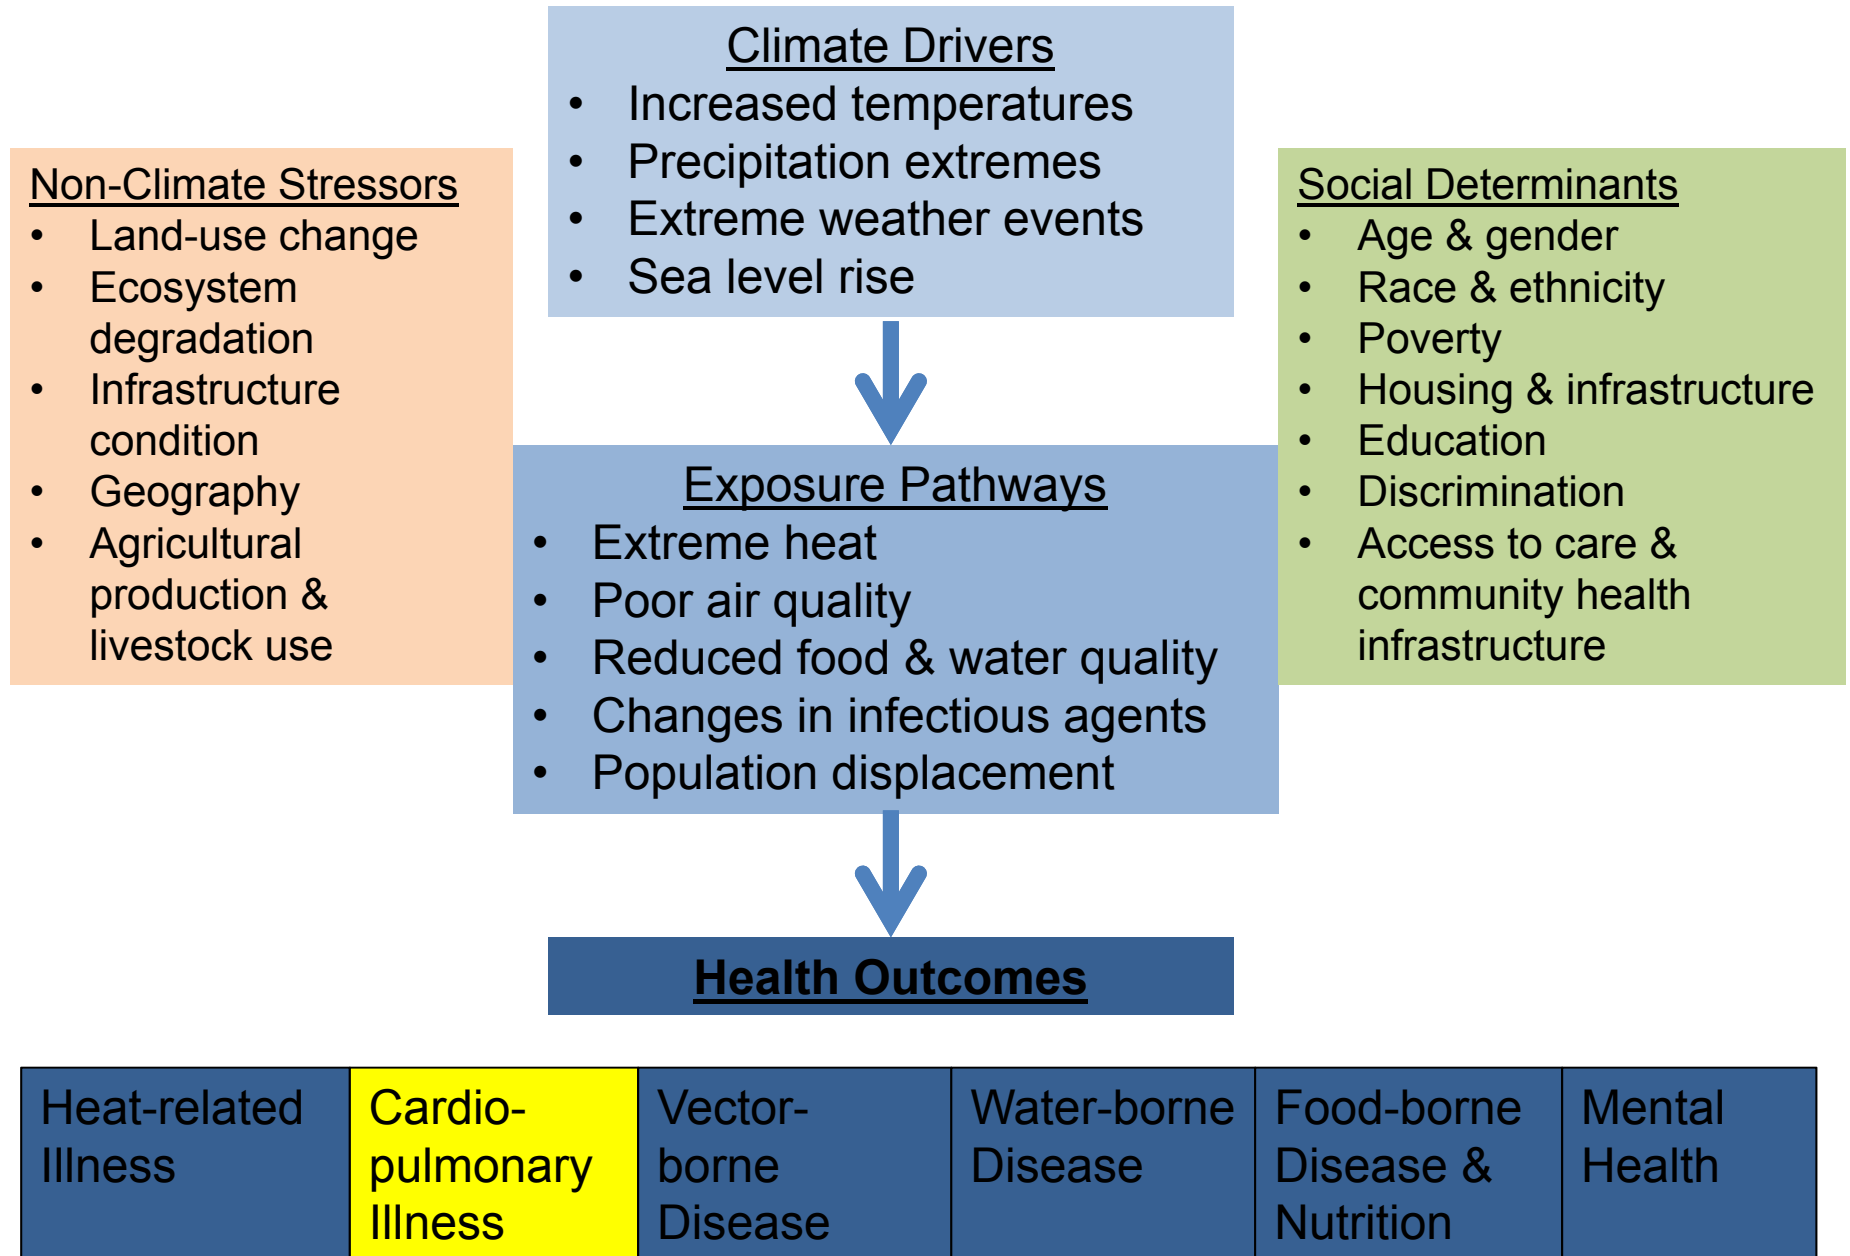 Climate Drivers
• Increased temperatures
• Precipitation extremes
• Extreme weather events
• Sea level rise
Non-Climate Stressors
• Land-use change
• Ecosystem
degradation
• Infrastructure
condition
• Geography
• Agricultural
production &
livestock use
Social Determinants
• Age & gender
• Race & ethnicity
• Poverty
• Housing & infrastructure
• Education
• Discrimination
• Access to care &
community health
infrastructure
Exposure Pathways
• Extreme heat
• Poor air quality
• Reduced food & water quality
• Changes in infectious agents
• Population displacement
Health Outcomes
Heat-related
Illness
Cardio-
pulmonary
Illness
Vector-
borne
Disease
Water-borne
Disease
Food-borne
Disease &
Nutrition
Mental
Health